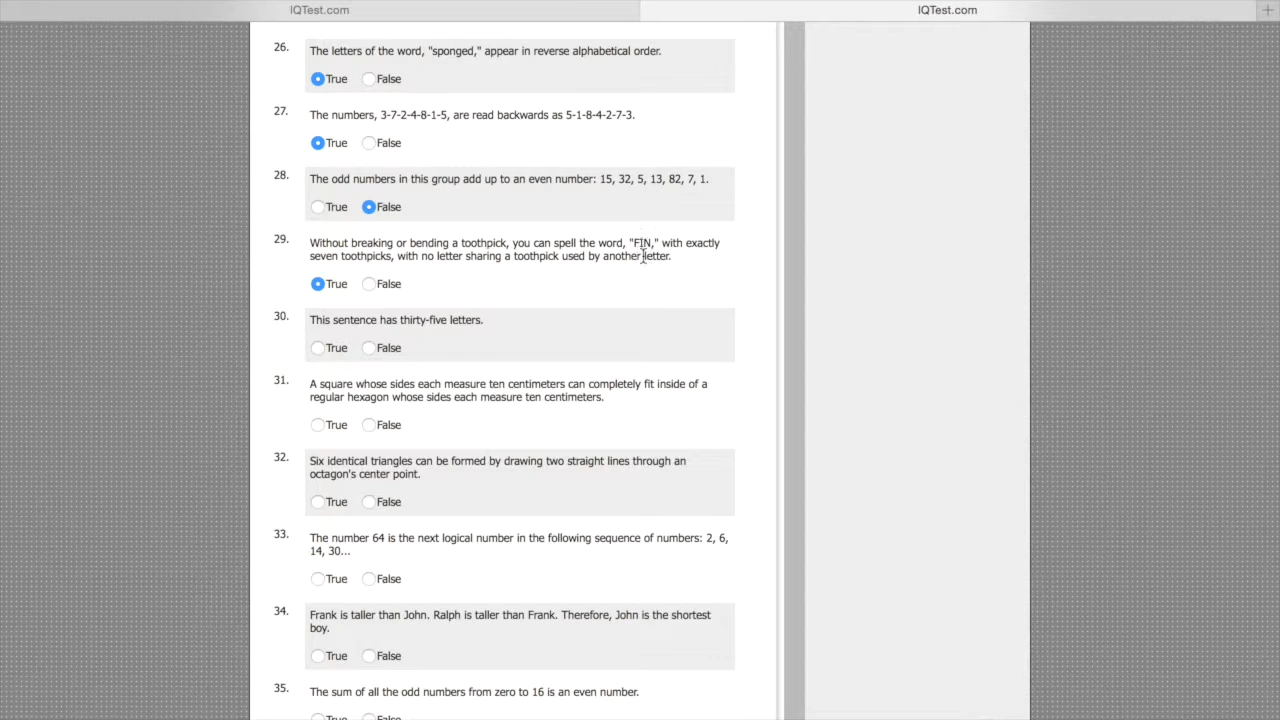 IQTest.com
IQTest.com
26.
The letters of the word, "sponged," appear in reverse alphabetical order.
True False
27.
The numbers, 3-7-2-4-8-1-5, are read backwards as 5-1-8-4-2-7-3.
True False
28.
The odd numbers in this group add up to an even number: 15, 32, 5, 13, 82, 7, 1.
True False
29.
Without breaking or bending a toothpick, you can spell the word, "FIN," with exactly
seven toothpicks, with no letter sharing a toothpick used by another letter.
True False
30.
This sentence has thirty-five letters.
True False
31.
A square whose sides each measure ten centimeters can completely fit inside of a
regular hexagon whose sides each measure ten centimeters.
True False
32.
Six identical triangles can be formed by drawing two straight lines through an
octagon's center point.
True False
33.
The number 64 is the next logical number in the following sequence of numbers: 2, 6,
14, 30...
True False
34.
Frank is taller than John. Ralph is taller than Frank. Therefore, John is the shortest
boy.
True False
35.
The sum of all the odd numbers from zero to 16 is an even number.
True False